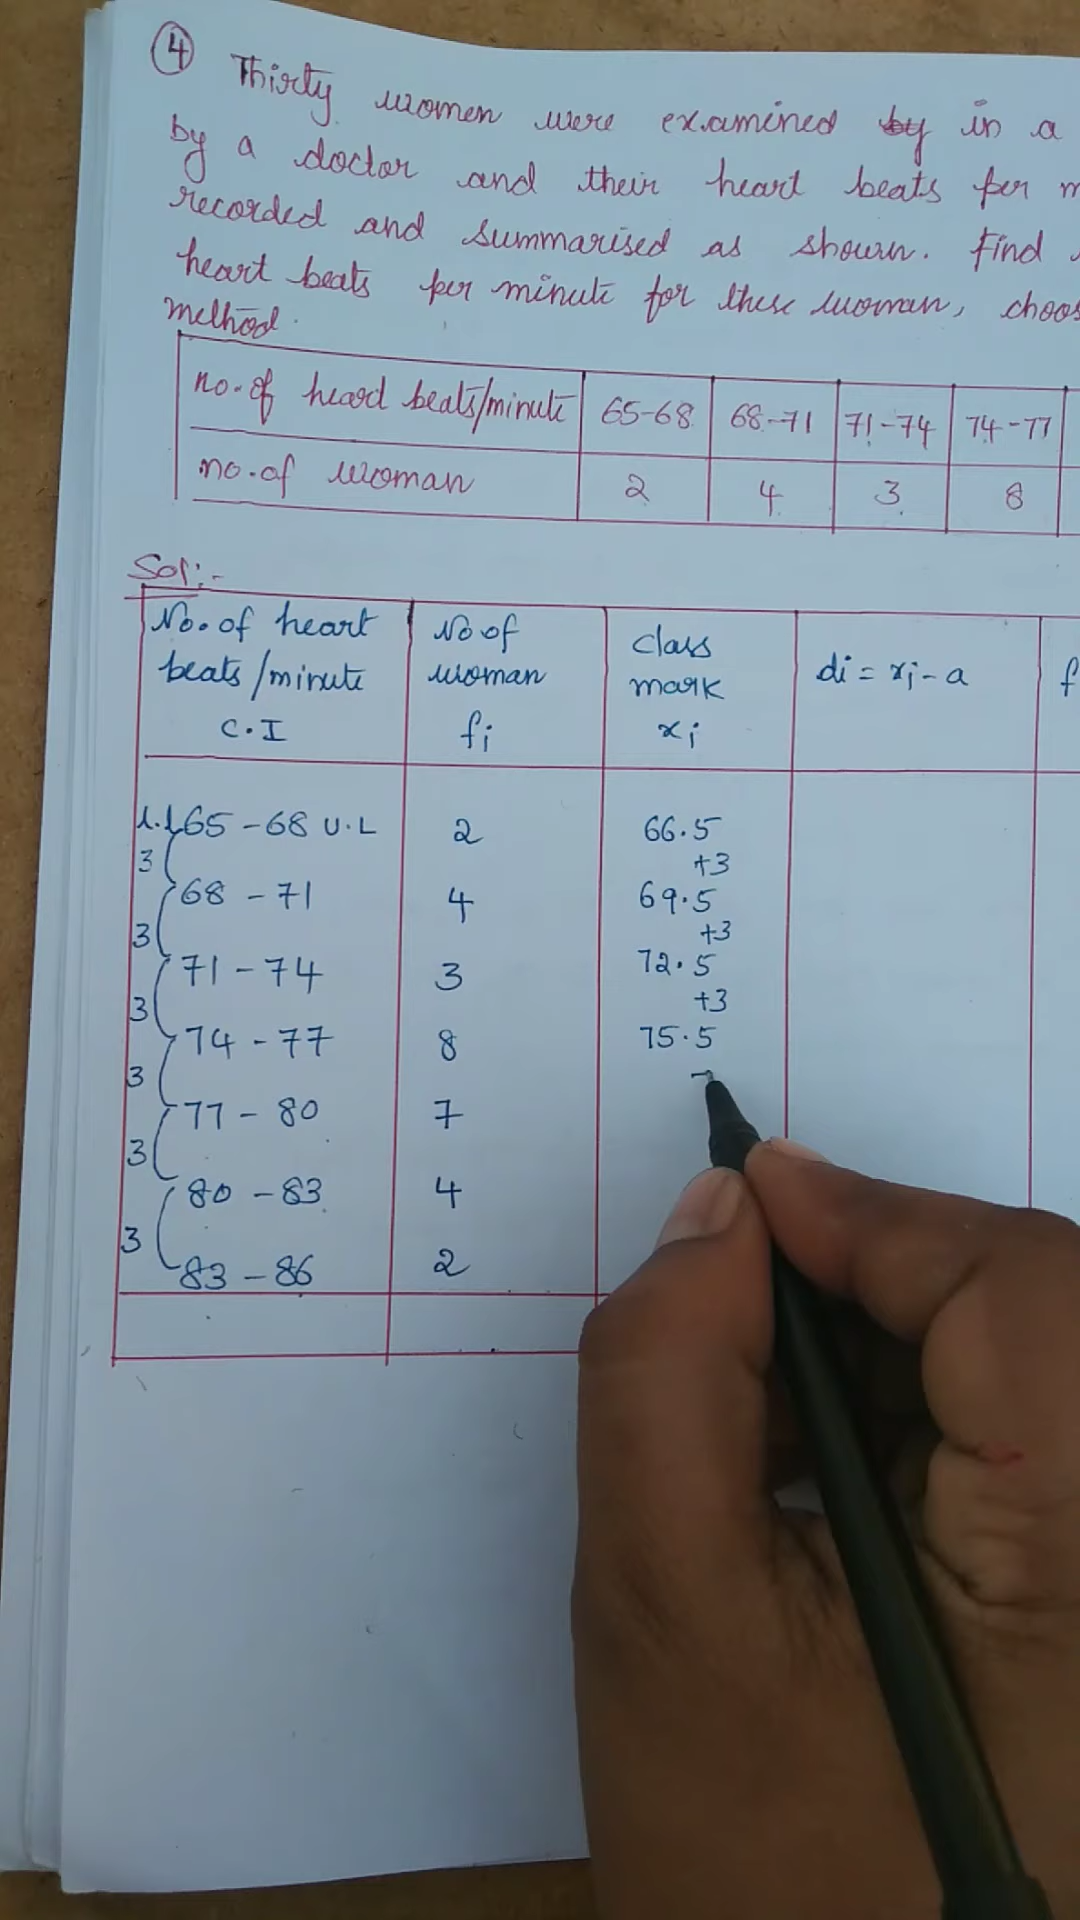 4 Thirty women were examined by in a
by a doctor and their heart beats per m
recorded and summarised as shown. Find
heart beats per minute for these woman, choos
method.
no. of heard beats/minute 65-68 68-71 71-74 74-77
no. of woman 2 4 3 8
Sol:-
No. of heart beats/minute C.I
No of woman fi
class mark xi
di = xi - a
f
l.l 65 - 68 U.L 2 66.5
3 +3
68 - 71 4 69.5
3 +3
71 - 74 3 72.5
3 +3
74 - 77 8 75.5
3
77 - 80 7
3
80 - 83 4
3
83 - 86 2